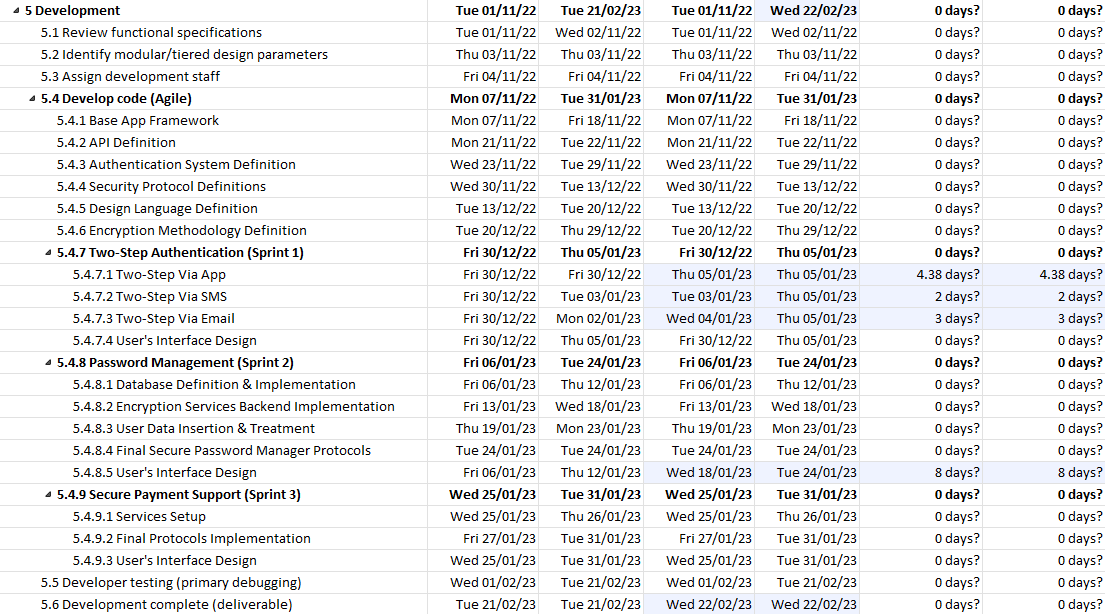 5 Development Tue 01/11/22 Tue 21/02/23 Tue 01/11/22 Wed 22/02/23 0 days? 0 days?
5.1 Review functional specifications Tue 01/11/22 Wed 02/11/22 Tue 01/11/22 Wed 02/11/22 0 days? 0 days?
5.2 Identify modular/tiered design parameters Thu 03/11/22 Thu 03/11/22 Thu 03/11/22 Thu 03/11/22 0 days? 0 days?
5.3 Assign development staff Fri 04/11/22 Fri 04/11/22 Fri 04/11/22 Fri 04/11/22 0 days? 0 days?
5.4 Develop code (Agile) Mon 07/11/22 Tue 31/01/23 Mon 07/11/22 Tue 31/01/23 0 days? 0 days?
5.4.1 Base App Framework Mon 07/11/22 Fri 18/11/22 Mon 07/11/22 Fri 18/11/22 0 days? 0 days?
5.4.2 API Definition Mon 21/11/22 Tue 22/11/22 Mon 21/11/22 Tue 22/11/22 0 days? 0 days?
5.4.3 Authentication System Definition Wed 23/11/22 Tue 29/11/22 Wed 23/11/22 Tue 29/11/22 0 days? 0 days?
5.4.4 Security Protocol Definitions Wed 30/11/22 Tue 13/12/22 Wed 30/11/22 Tue 13/12/22 0 days? 0 days?
5.4.5 Design Language Definition Tue 13/12/22 Tue 20/12/22 Tue 13/12/22 Tue 20/12/22 0 days? 0 days?
5.4.6 Encryption Methodology Definition Tue 20/12/22 Thu 29/12/22 Tue 20/12/22 Thu 29/12/22 0 days? 0 days?
5.4.7 Two-Step Authentication (Sprint 1) Fri 30/12/22 Thu 05/01/23 Fri 30/12/22 Thu 05/01/23 0 days? 0 days?
5.4.7.1 Two-Step Via App Fri 30/12/22 Fri 30/12/22 Thu 05/01/23 Thu 05/01/23 4.38 days? 4.38 days?
5.4.7.2 Two-Step Via SMS Fri 30/12/22 Tue 03/01/23 Tue 03/01/23 Thu 05/01/23 2 days? 2 days?
5.4.7.3 Two-Step Via Email Fri 30/12/22 Mon 02/01/23 Wed 04/01/23 Thu 05/01/23 3 days? 3 days?
5.4.7.4 User's Interface Design Fri 30/12/22 Thu 05/01/23 Fri 30/12/22 Thu 05/01/23 0 days? 0 days?
5.4.8 Password Management (Sprint 2) Fri 06/01/23 Tue 24/01/23 Fri 06/01/23 Tue 24/01/23 0 days? 0 days?
5.4.8.1 Database Definition & Implementation Fri 06/01/23 Thu 12/01/23 Fri 06/01/23 Thu 12/01/23 0 days? 0 days?
5.4.8.2 Encryption Services Backend Implementation Fri 13/01/23 Wed 18/01/23 Fri 13/01/23 Wed 18/01/23 0 days? 0 days?
5.4.8.3 User Data Insertion & Treatment Thu 19/01/23 Mon 23/01/23 Thu 19/01/23 Mon 23/01/23 0 days? 0 days?
5.4.8.4 Final Secure Password Manager Protocols Tue 24/01/23 Tue 24/01/23 Tue 24/01/23 Tue 24/01/23 0 days? 0 days?
5.4.8.5 User's Interface Design Fri 06/01/23 Thu 12/01/23 Wed 18/01/23 Tue 24/01/23 8 days? 8 days?
5.4.9 Secure Payment Support (Sprint 3) Wed 25/01/23 Tue 31/01/23 Wed 25/01/23 Tue 31/01/23 0 days? 0 days?
5.4.9.1 Services Setup Wed 25/01/23 Thu 26/01/23 Wed 25/01/23 Thu 26/01/23 0 days? 0 days?
5.4.9.2 Final Protocols Implementation Fri 27/01/23 Tue 31/01/23 Fri 27/01/23 Tue 31/01/23 0 days? 0 days?
5.4.9.3 User's Interface Design Wed 25/01/23 Tue 31/01/23 Wed 25/01/23 Tue 31/01/23 0 days? 0 days?
5.5 Developer testing (primary debugging) Wed 01/02/23 Tue 21/02/23 Wed 01/02/23 Tue 21/02/23 0 days? 0 days?
5.6 Development complete (deliverable) Tue 21/02/23 Tue 21/02/23 Wed 22/02/23 Wed 22/02/23 0 days? 0 days?